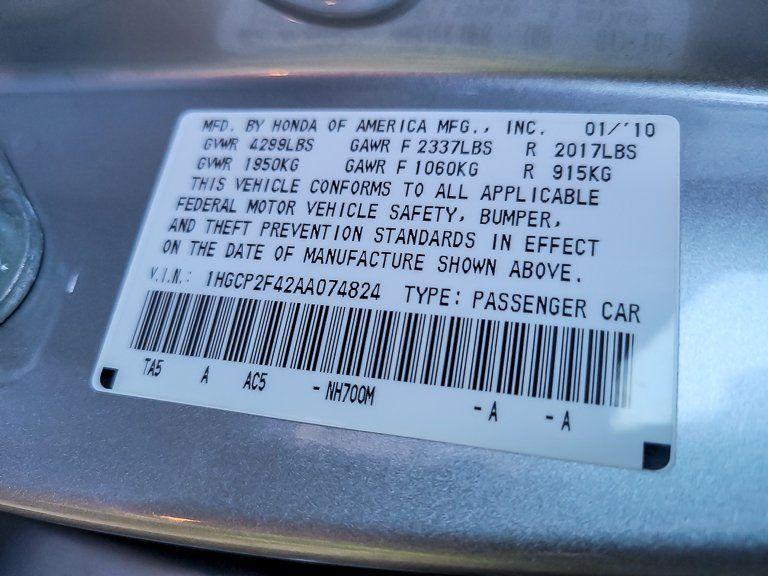 MFD. BY HONDA OF AMERICA MFG., INC. 01/'10
GVWR 4299LBS GAWR F 2337LBS R 2017LBS
GVWR 1950KG GAWR F 1060KG R 915KG
THIS VEHICLE CONFORMS TO ALL APPLICABLE
FEDERAL MOTOR VEHICLE SAFETY, BUMPER,
AND THEFT PREVENTION STANDARDS IN EFFECT
ON THE DATE OF MANUFACTURE SHOWN ABOVE.
V.I.N.: 1HGCP2F42AA074824 TYPE: PASSENGER CAR
TA5 A AC5 - NH700M - A - A